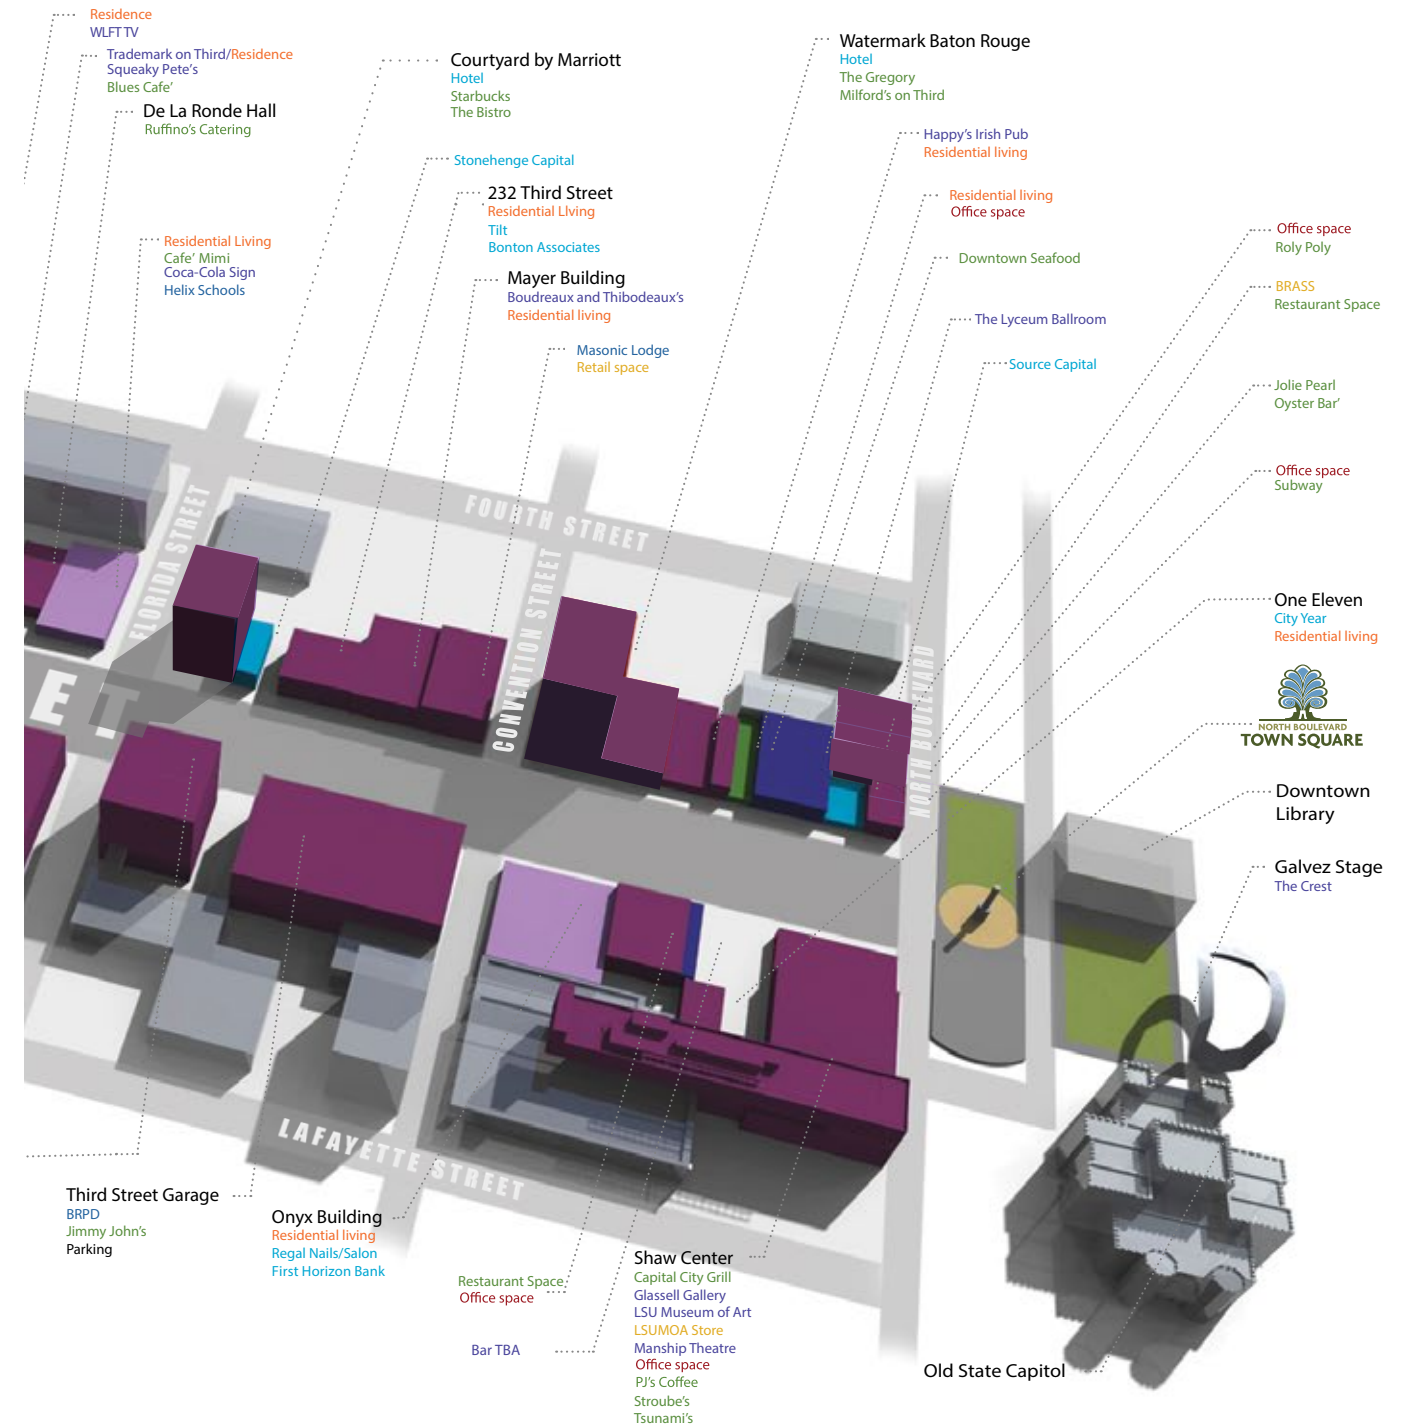 Residence
WLFT TV
Trademark on Third/Residence
Squeaky Pete's
Blues Cafe'
De La Ronde Hall
Ruffino's Catering
Residential Living
Cafe' Mimi
Coca-Cola Sign
Helix Schools
Courtyard by Marriott
Hotel
Starbucks
The Bistro
Stonehenge Capital
232 Third Street
Residential LIving
Tilt
Bonton Associates
Mayer Building
Boudreaux and Thibodeaux's
Residential living
Masonic Lodge
Retail space
Watermark Baton Rouge
Hotel
The Gregory
Milford's on Third
Happy's Irish Pub
Residential living
Residential living
Office space
Downtown Seafood
The Lyceum Ballroom
Source Capital
Office space
Roly Poly
BRASS
Restaurant Space
Jolie Pearl
Oyster Bar'
Office space
Subway
One Eleven
City Year
Residential living
NORTH BOULEVARD
TOWN SQUARE
Downtown
Library
Galvez Stage
The Crest
FLORIDA STREET
FOURTH STREET
CONVENTION STREET
NORTH BOULEVARD
E T
LAFAYETTE STREET
Third Street Garage
BRPD
Jimmy John's
Parking
Onyx Building
Residential living
Regal Nails/Salon
First Horizon Bank
Restaurant Space
Office space
Bar TBA
Shaw Center
Capital City Grill
Glassell Gallery
LSU Museum of Art
LSUMOA Store
Manship Theatre
Office space
PJ's Coffee
Stroube's
Tsunami's
Old State Capitol